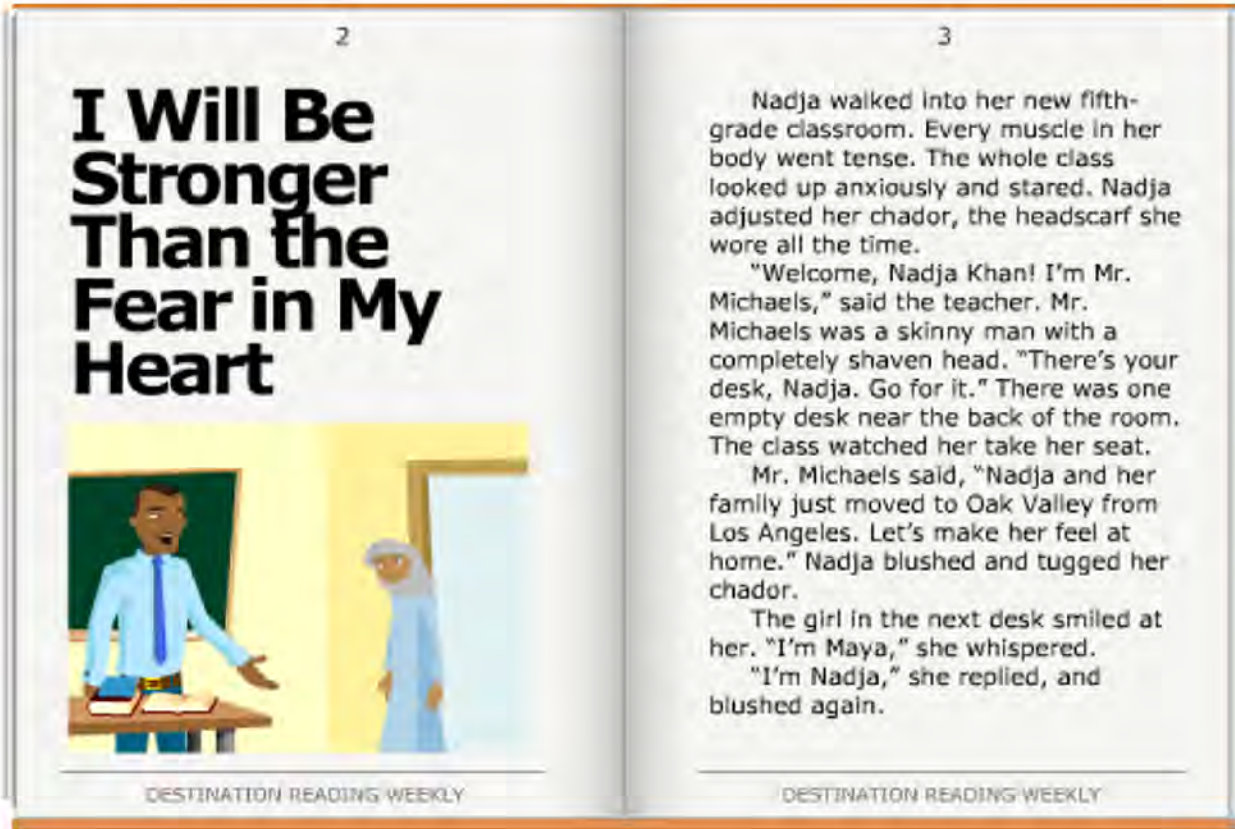 2
I Will Be
Stronger
Than the
Fear in My
Heart
DESTINATION READING WEEKLY
3
Nadja walked into her new fifth-
grade classroom. Every muscle in her
body went tense. The whole class
looked up anxiously and stared. Nadja
adjusted her chador, the headscarf she
wore all the time.
"Welcome, Nadja Khan! I'm Mr.
Michaels," said the teacher. Mr.
Michaels was a skinny man with a
completely shaven head. "There's your
desk, Nadja. Go for it." There was one
empty desk near the back of the room.
The class watched her take her seat.
Mr. Michaels said, "Nadja and her
family just moved to Oak Valley from
Los Angeles. Let's make her feel at
home." Nadja blushed and tugged her
chador.
The girl in the next desk smiled at
her. "I'm Maya," she whispered.
"I'm Nadja," she replied, and
blushed again.
DESTINATION READING WEEKLY